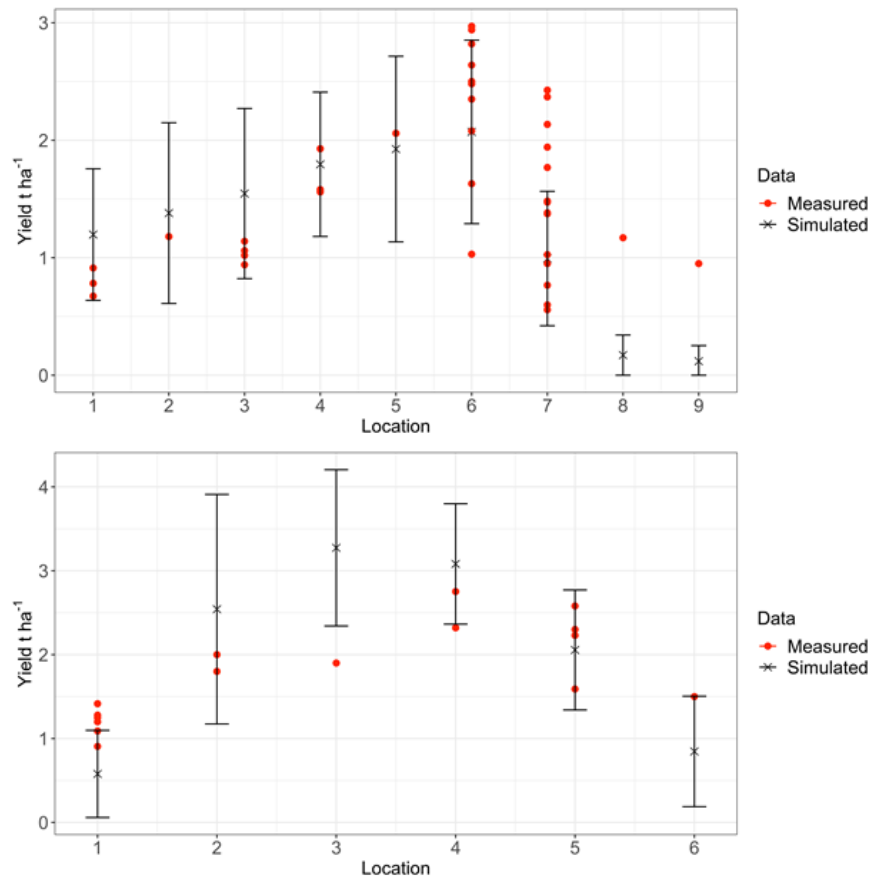 3
2
1
0
Yield t ha⁻¹
1 2 3 4 5 6 7 8 9
Location
Data
Measured
Simulated
4
3
2
1
0
Yield t ha⁻¹
1 2 3 4 5 6
Location
Data
Measured
Simulated